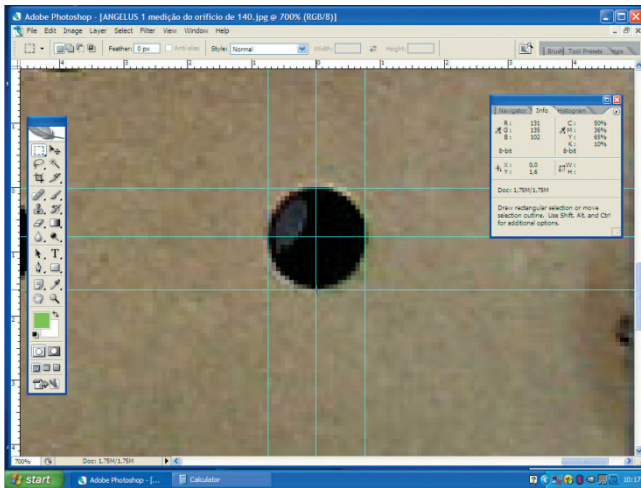 Adobe Photoshop - [ANGELUS 1 medição do orificio de 140.jpg @ 700% (RGB/8)]
File Edit Image Layer Select Filter View Window Help
Feather: 0 px Anti-alias Style: Normal Width: Height:
Brush Tool Presets
Navigator Info Histogram
R: 131 C: 50%
G: 135 M: 36%
B: 102 Y: 65%
K: 10%
8-bit 8-bit
X: 0,0 W:
Y: 1,6 H:
Doc: 1,75M/1,75M
Draw rectangular selection or move
selection outline. Use Shift, Alt, and Ctrl
for additional options.
700% Doc: 1,75M/1,75M
start Adobe Photoshop - [... Calculator 10:17